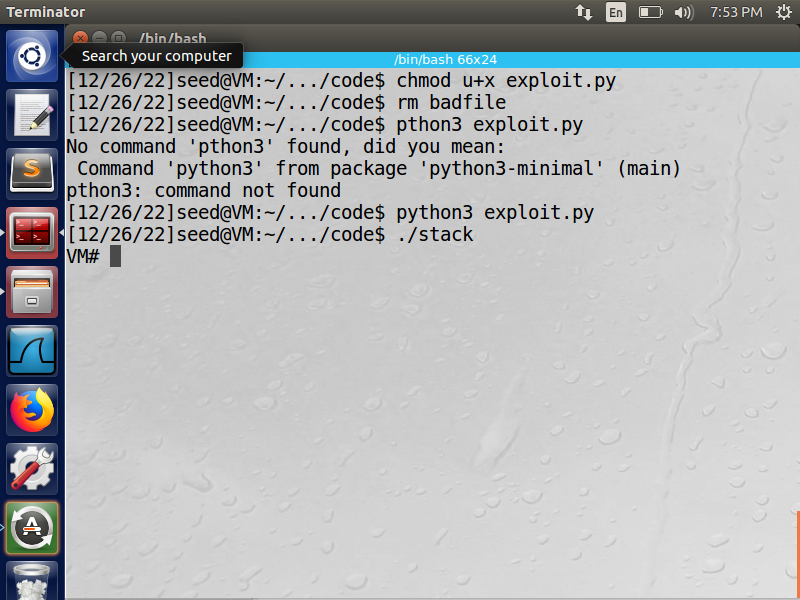 Terminator
En
7:53 PM
/bin/bash
Search your computer
/bin/bash 66x24
[12/26/22]seed@VM:~/.../code$ chmod u+x exploit.py
[12/26/22]seed@VM:~/.../code$ rm badfile
[12/26/22]seed@VM:~/.../code$ pthon3 exploit.py
No command 'pthon3' found, did you mean:
 Command 'python3' from package 'python3-minimal' (main)
pthon3: command not found
[12/26/22]seed@VM:~/.../code$ python3 exploit.py
[12/26/22]seed@VM:~/.../code$ ./stack
VM#